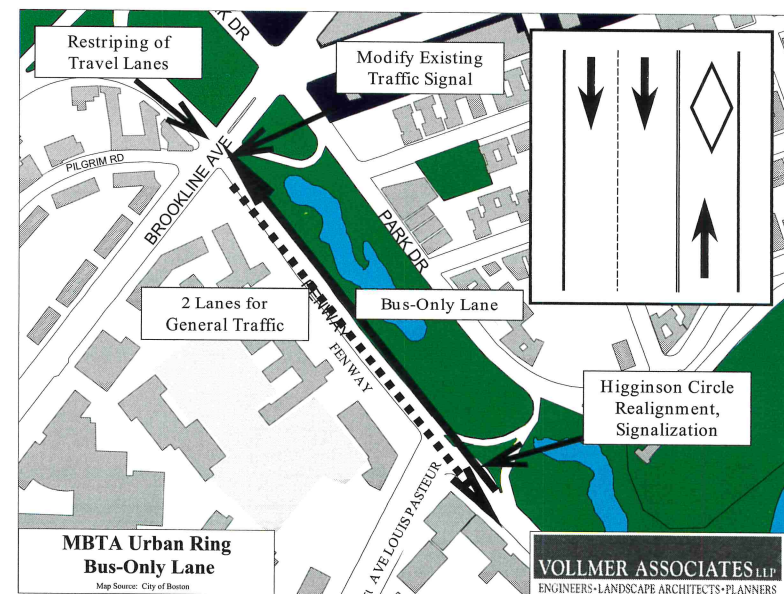 K DR
Restriping of
Travel Lanes
Modify Existing
Traffic Signal
PILGRIM RD
BROOKLINE AVE
PARK DR
2 Lanes for
General Traffic
FENWAY
Bus-Only Lane
FENWAY
Higginson Circle
Realignment,
Signalization
AVE LOUIS PASTEUR
MBTA Urban Ring
Bus-Only Lane
Map Source: City of Boston
VOLLMER ASSOCIATES LLP
ENGINEERS•LANDSCAPE ARCHITECTS•PLANNERS